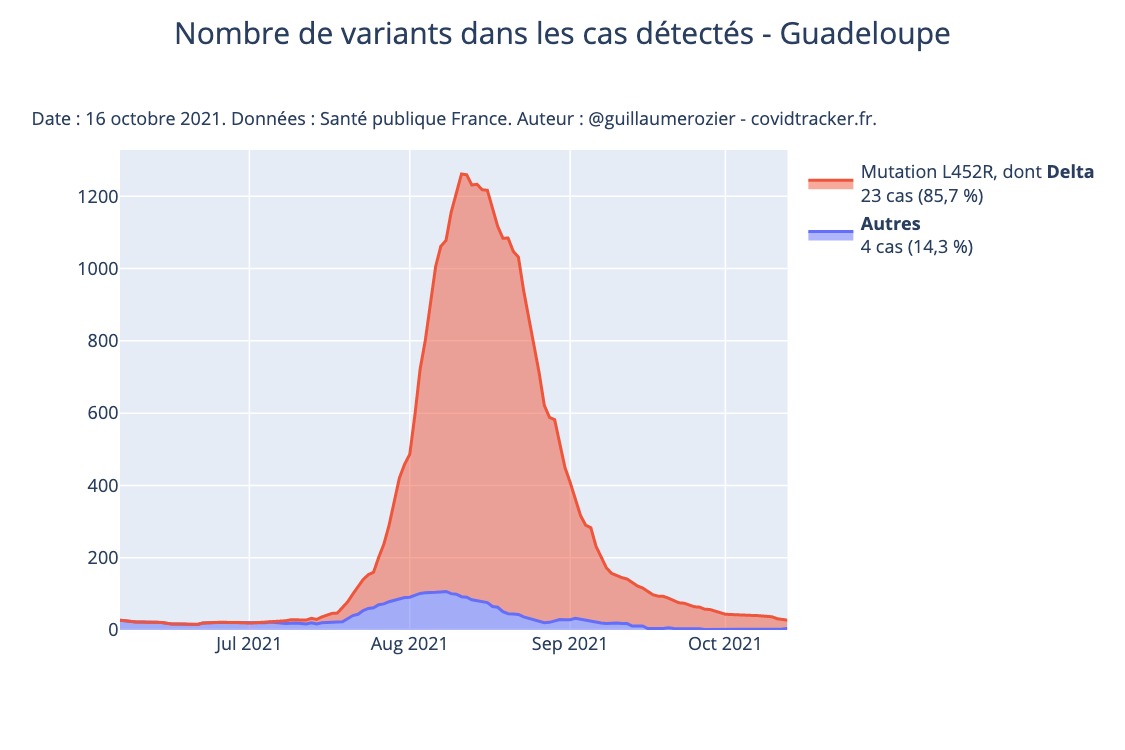 Nombre de variants dans les cas détectés - Guadeloupe
Date : 16 octobre 2021. Données : Santé publique France. Auteur : @guillaumerozier - covidtracker.fr.
Mutation L452R, dont Delta
23 cas (85,7 %)
Autres
4 cas (14,3 %)
1200
1000
800
600
400
200
0
Jul 2021
Aug 2021
Sep 2021
Oct 2021